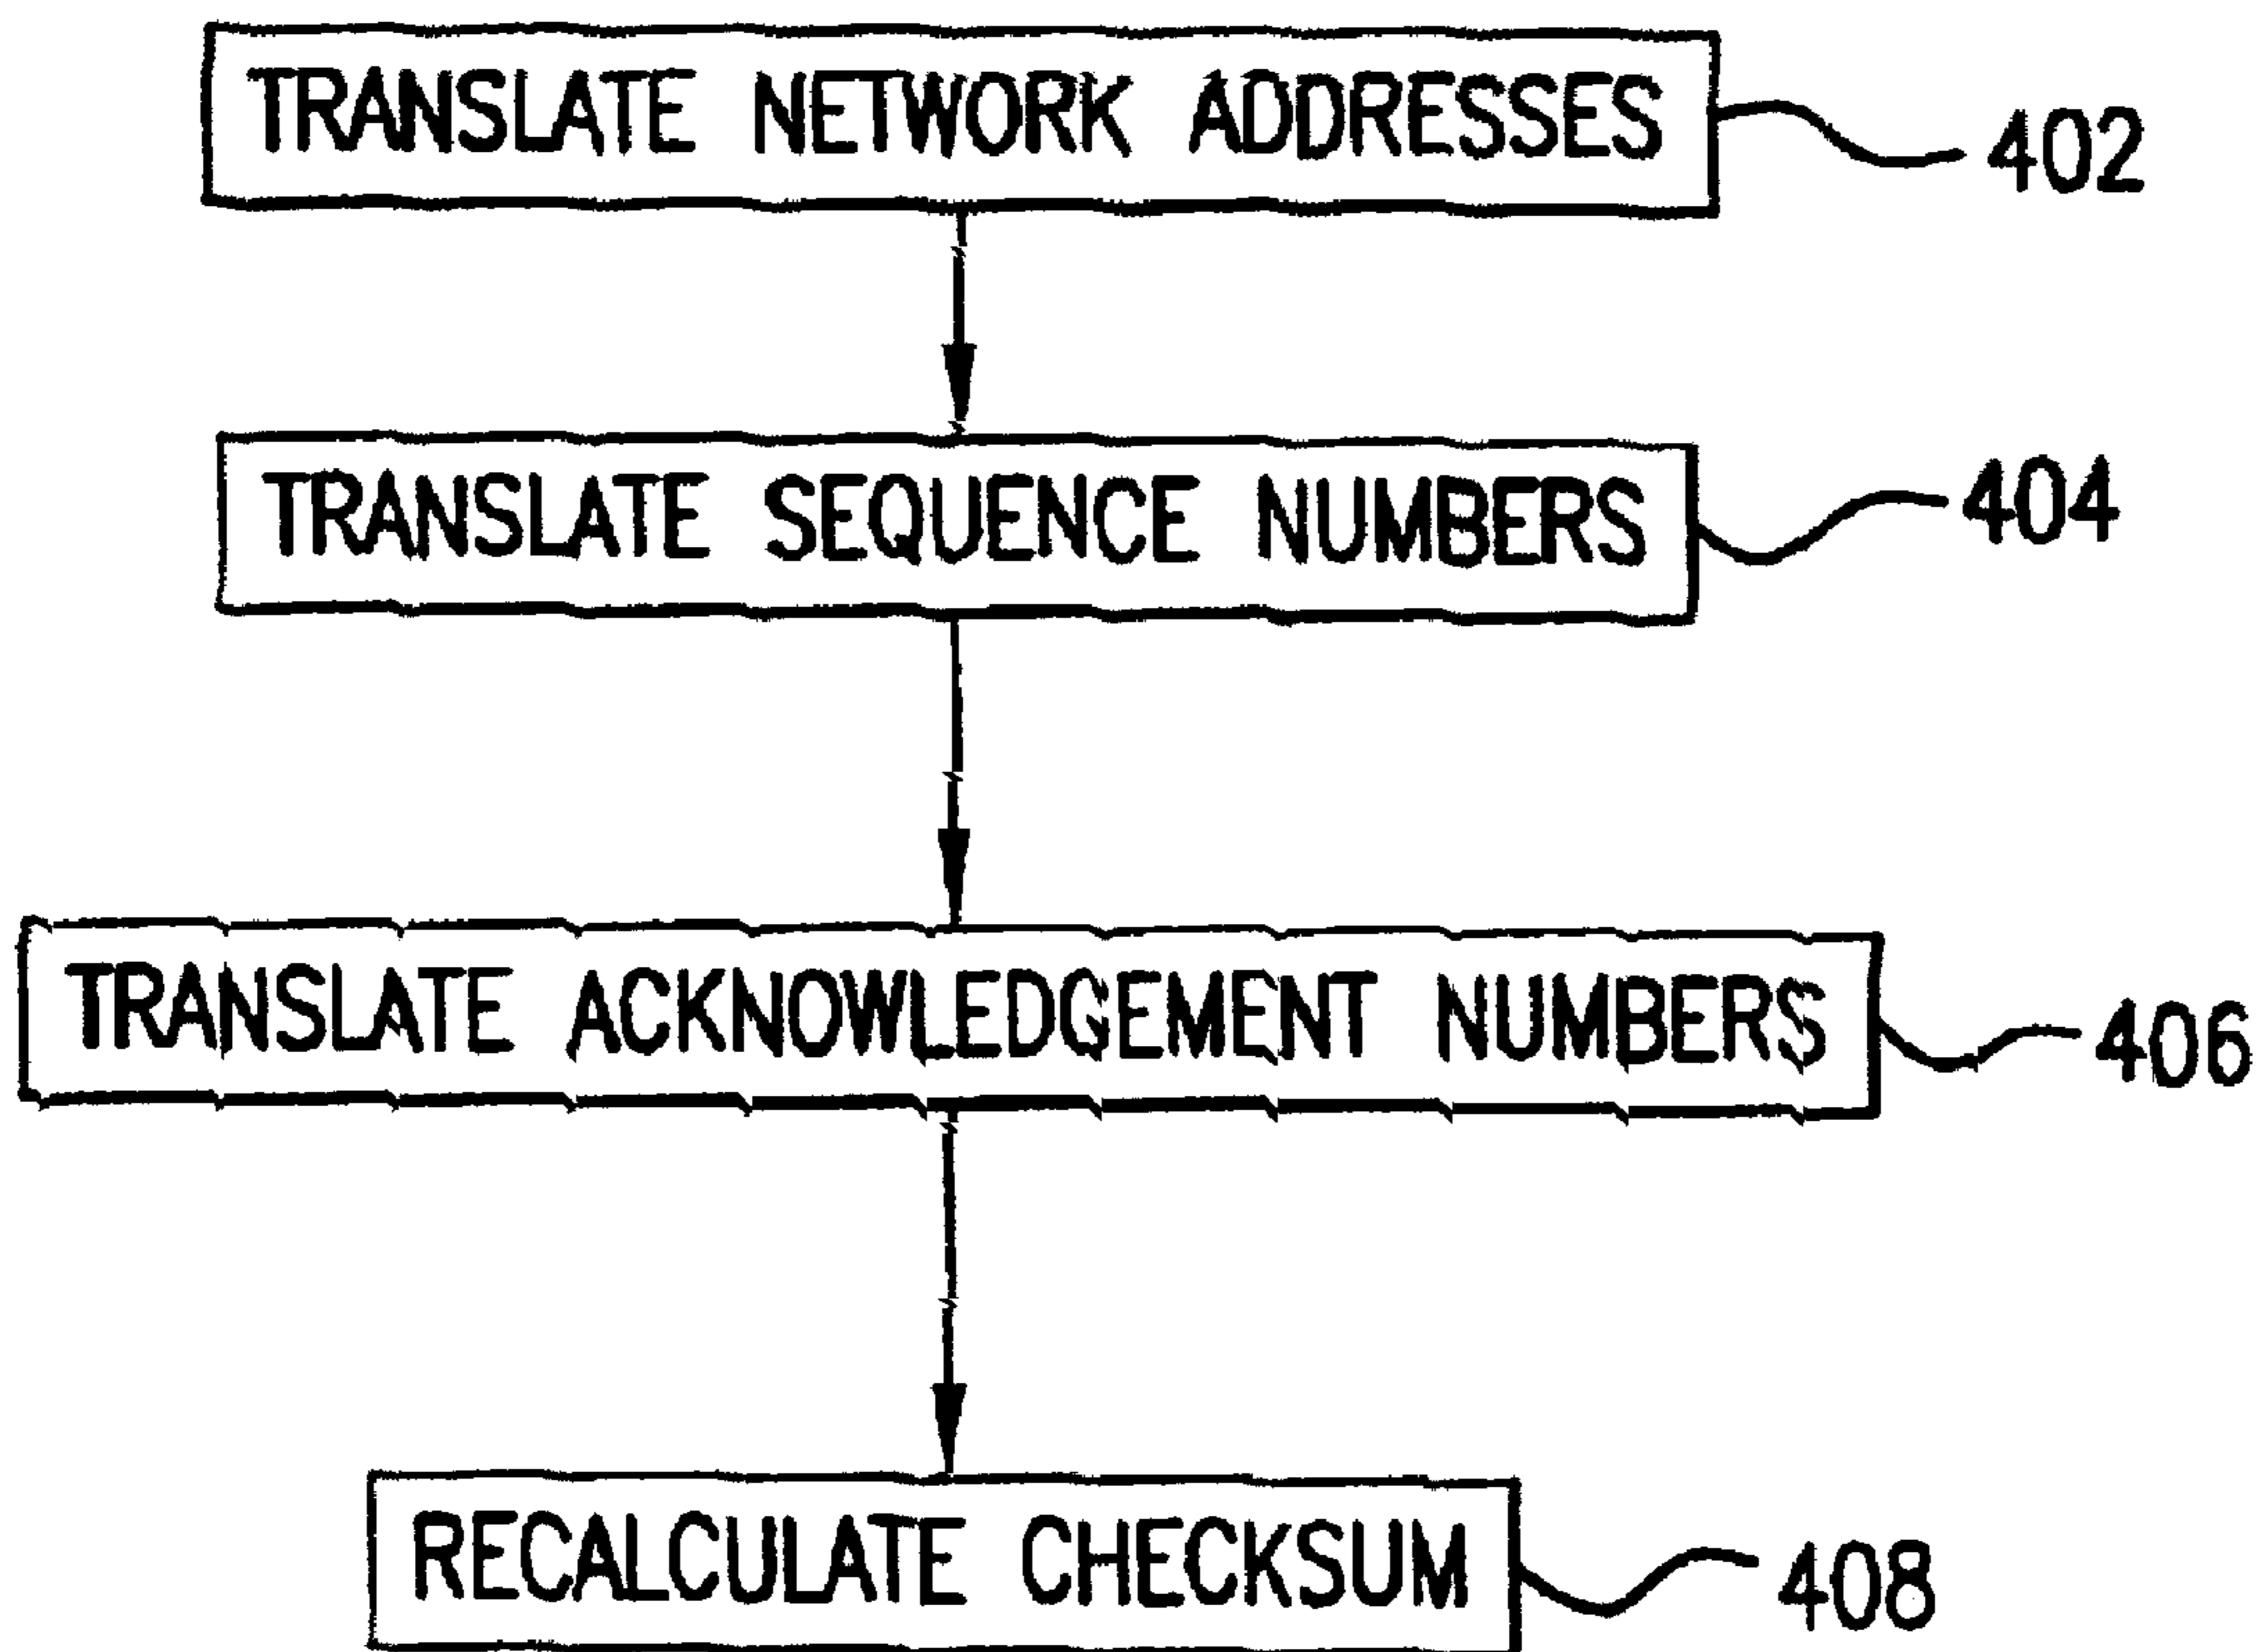 TRANSLATE NETWORK ADDRESSES
402
TRANSLATE SEQUENCE NUMBERS
404
TRANSLATE ACKNOWLEDGEMENT NUMBERS
406
RECALCULATE CHECKSUM
408